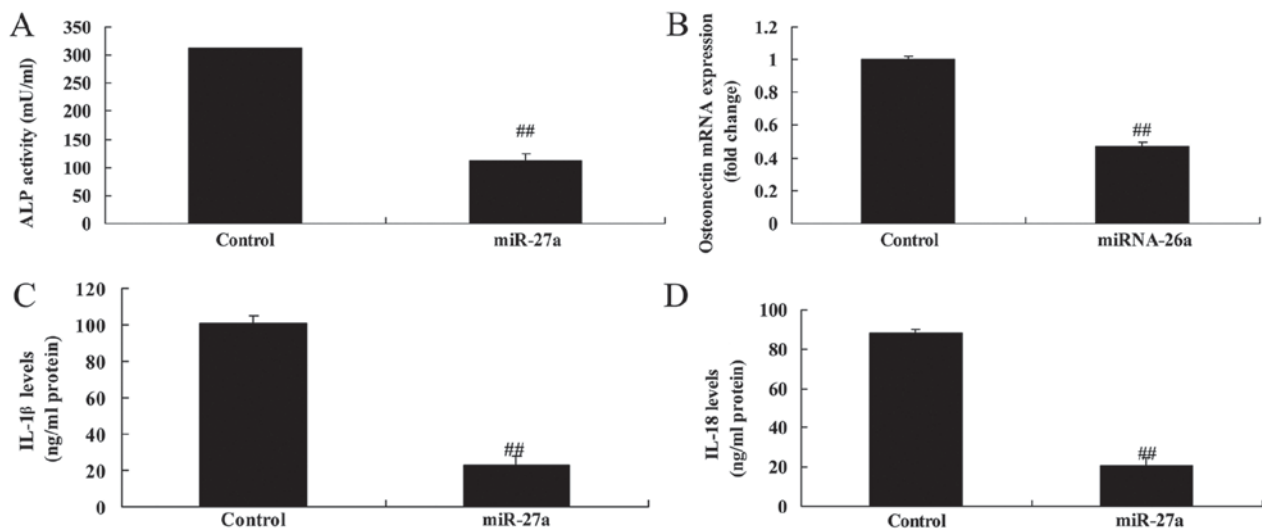 A
ALP activity (mU/ml)
350
300
250
200
150
100
50
0
##
Control
miR-27a
B
Osteonectin mRNA expression
(fold change)
1.2
1
0.8
0.6
0.4
0.2
0
##
Control
miRNA-26a
C
IL-1β levels
(ng/ml protein)
120
100
80
60
40
20
0
##
Control
miR-27a
D
IL-18 levels
(ng/ml protein)
100
80
60
40
20
0
##
Control
miR-27a